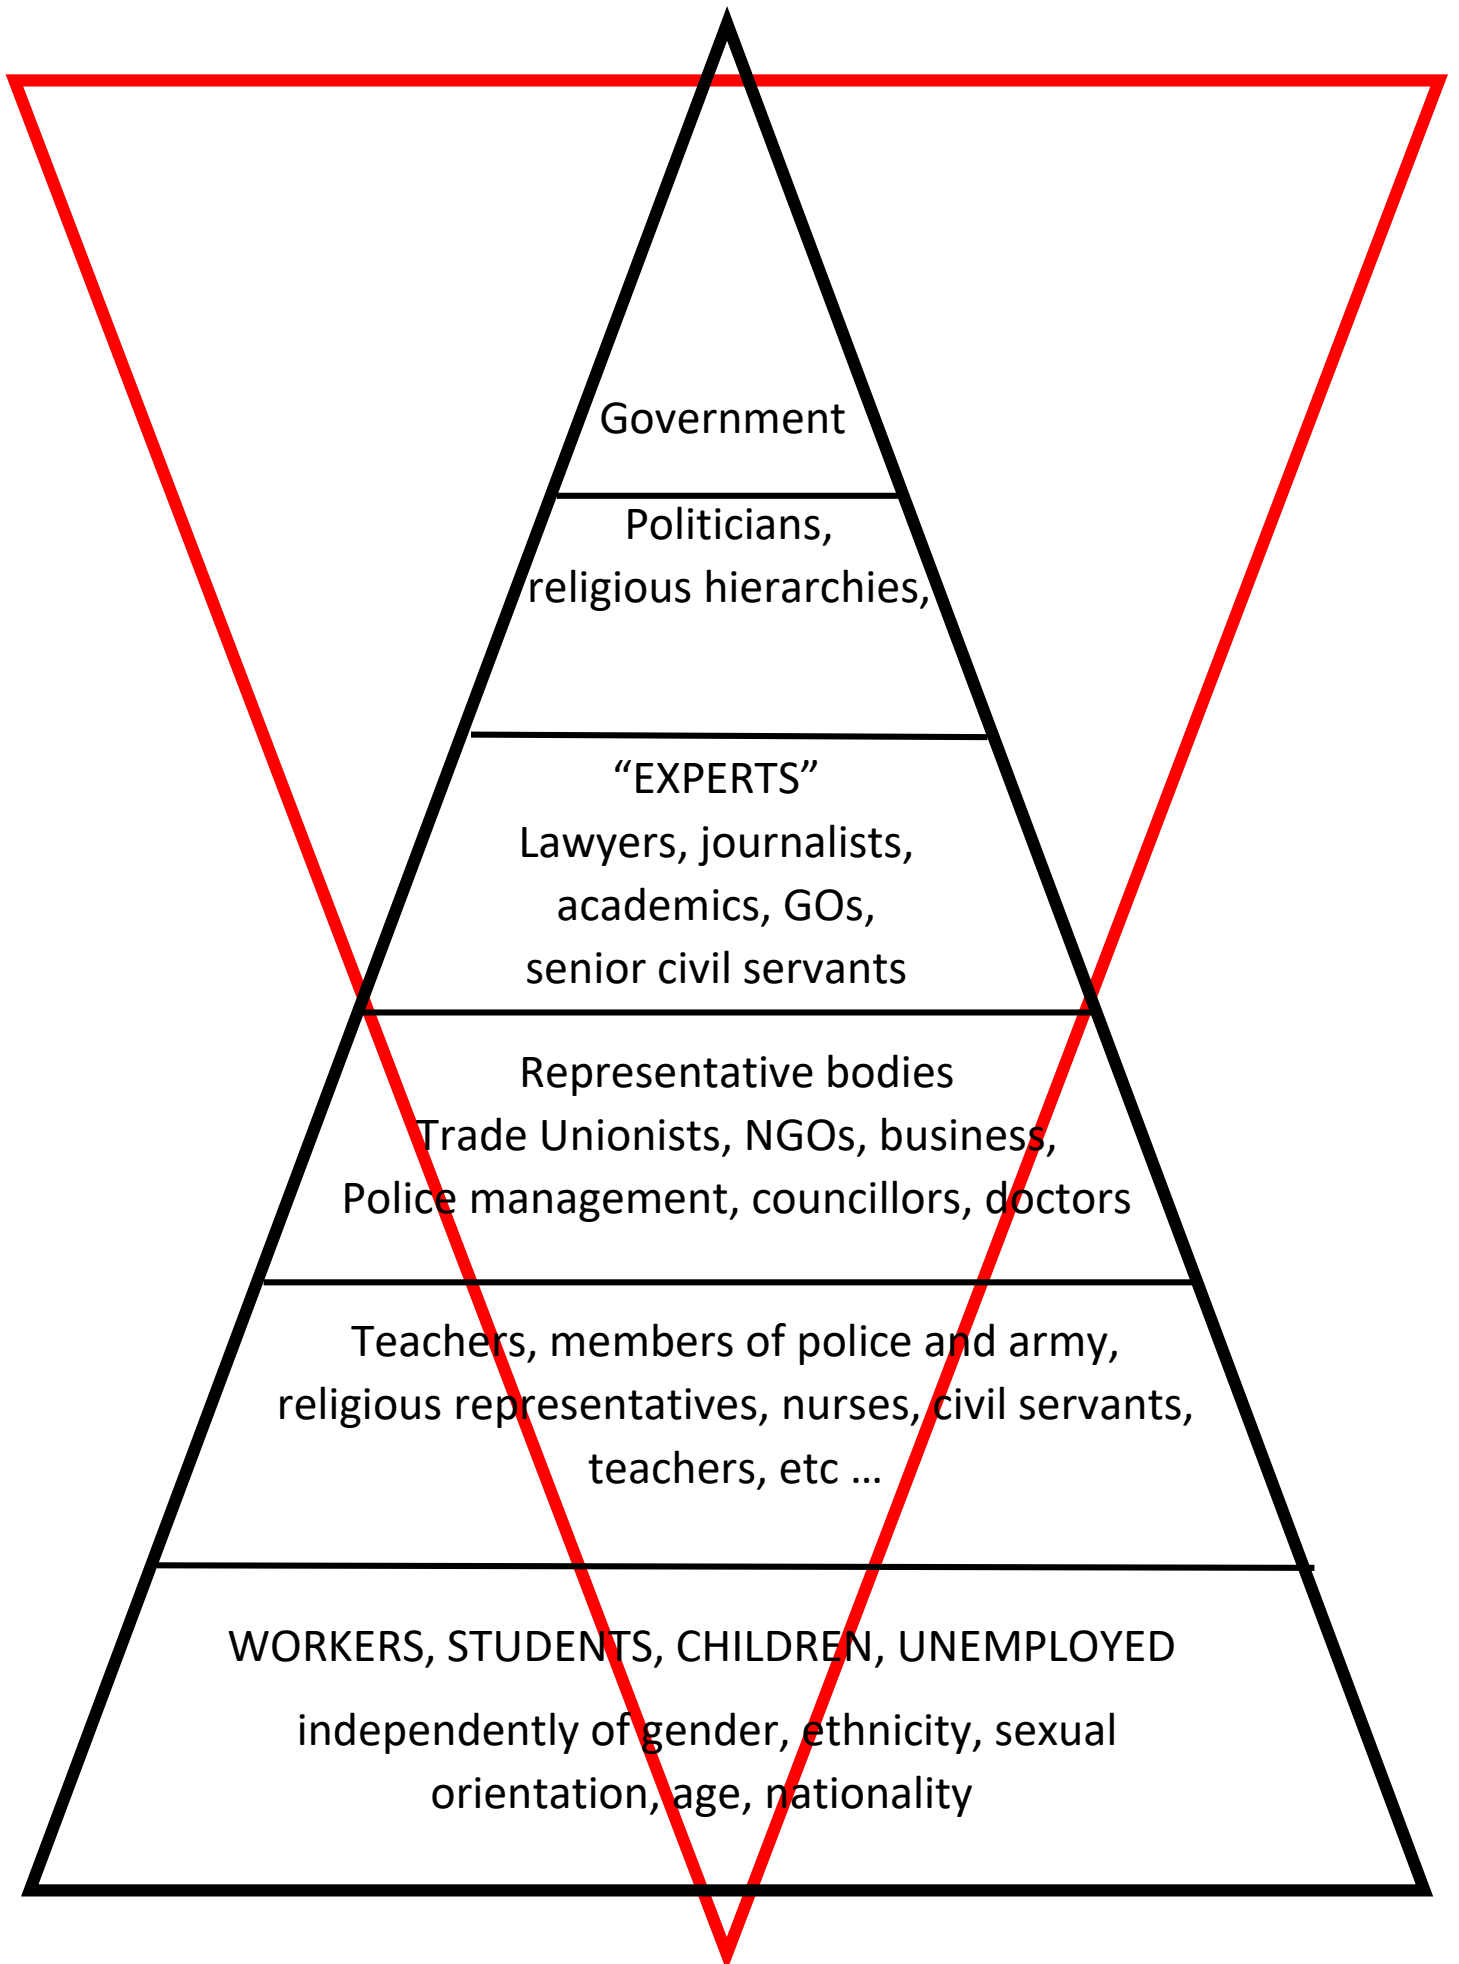 Government
Politicians,
religious hierarchies,
“EXPERTS”
Lawyers, journalists,
academics, GOs,
senior civil servants
Representative bodies
Trade Unionists, NGOs, business,
Police management, councillors, doctors
Teachers, members of police and army,
religious representatives, nurses, civil servants,
teachers, etc …
WORKERS, STUDENTS, CHILDREN, UNEMPLOYED
independently of gender, ethnicity, sexual
orientation, age, nationality